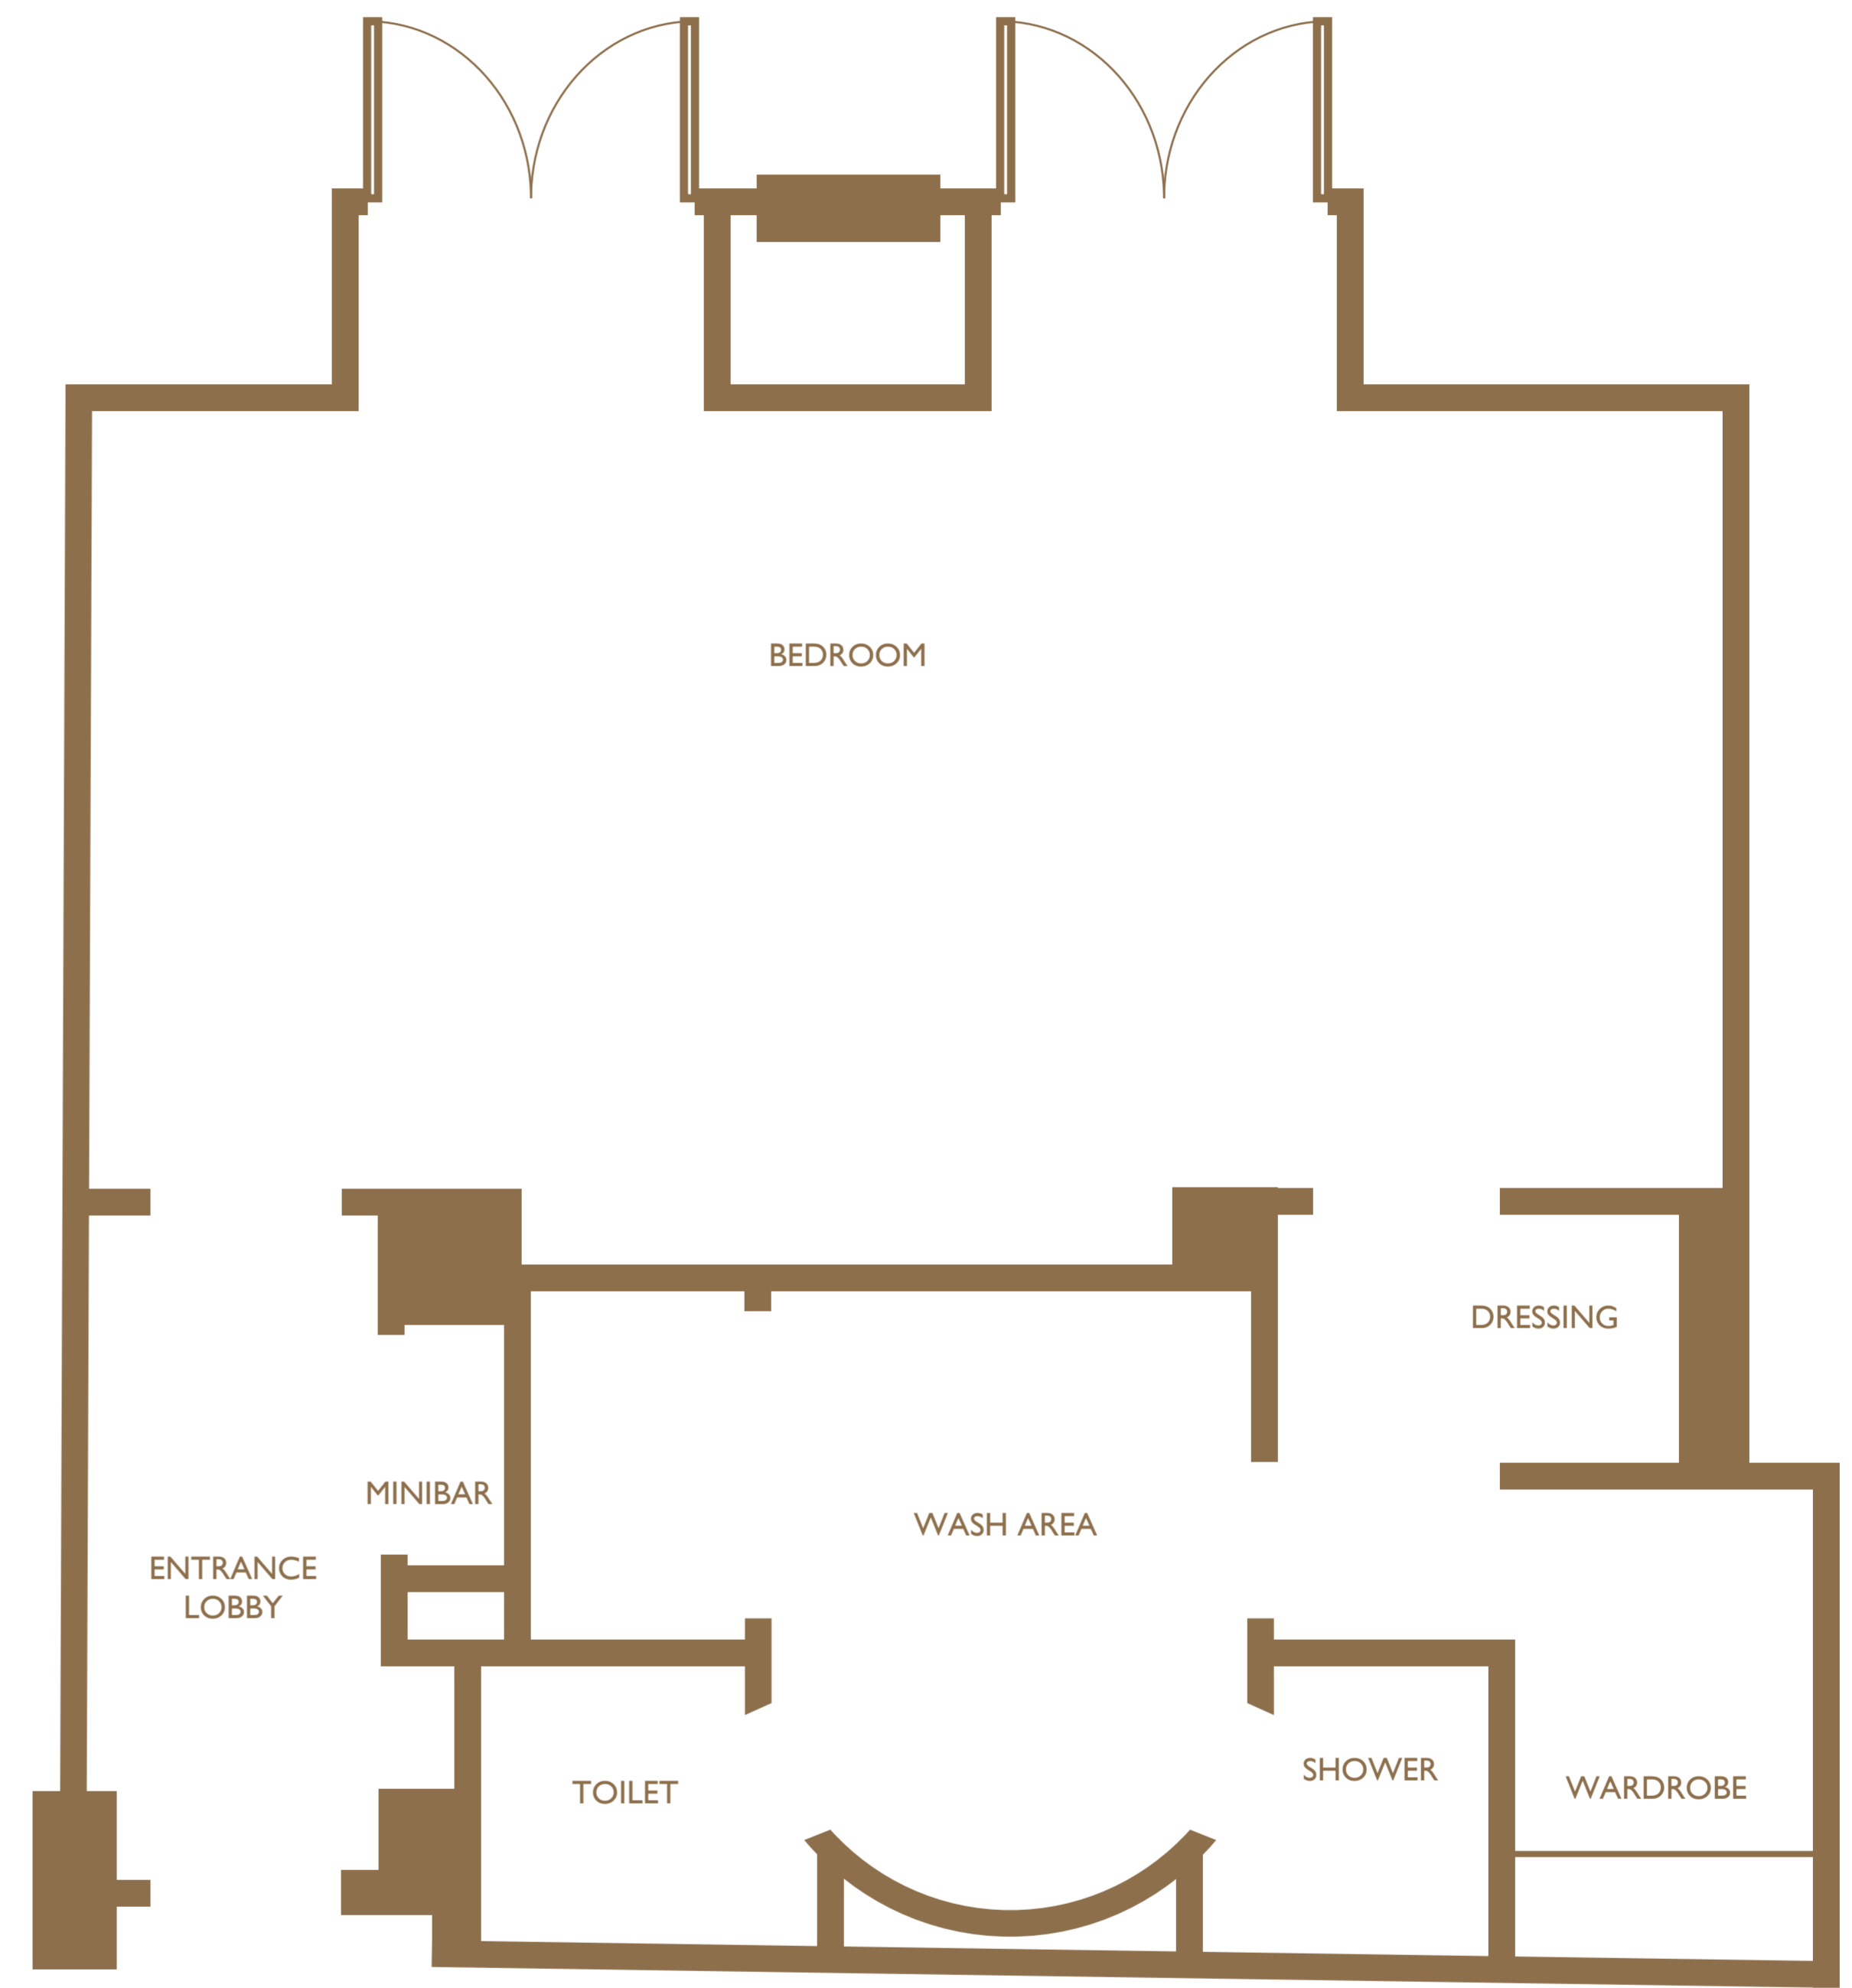 BEDROOM
DRESSING
MINIBAR
WASH AREA
ENTRANCE
LOBBY
SHOWER
TOILET
WARDROBE